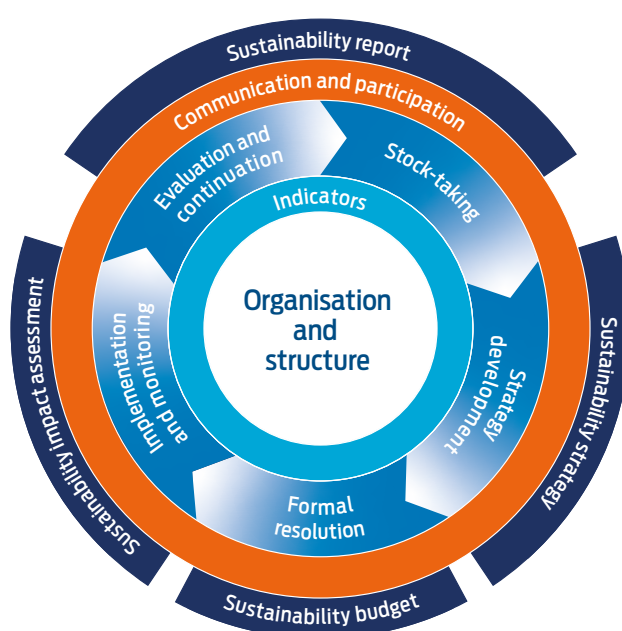 Sustainability report
Communication and participation
Evaluation and
continuation
Stock-taking
Indicators
Organisation
and
structure
Sustainability impact assessment
Implementation
and monitoring
Strategy
development
Sustainability strategy
Formal
resolution
Sustainability budget